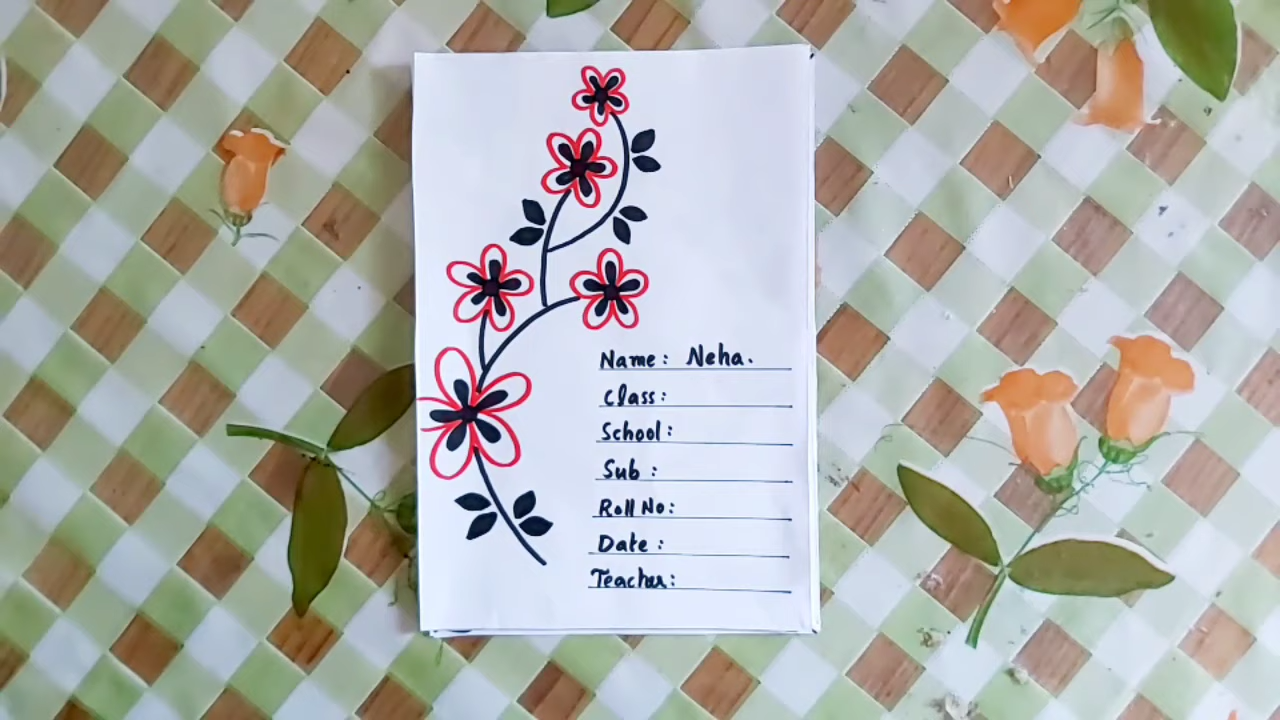 Name: Neha.
Class:
School:
Sub :
Roll No:
Date :
Teacher: